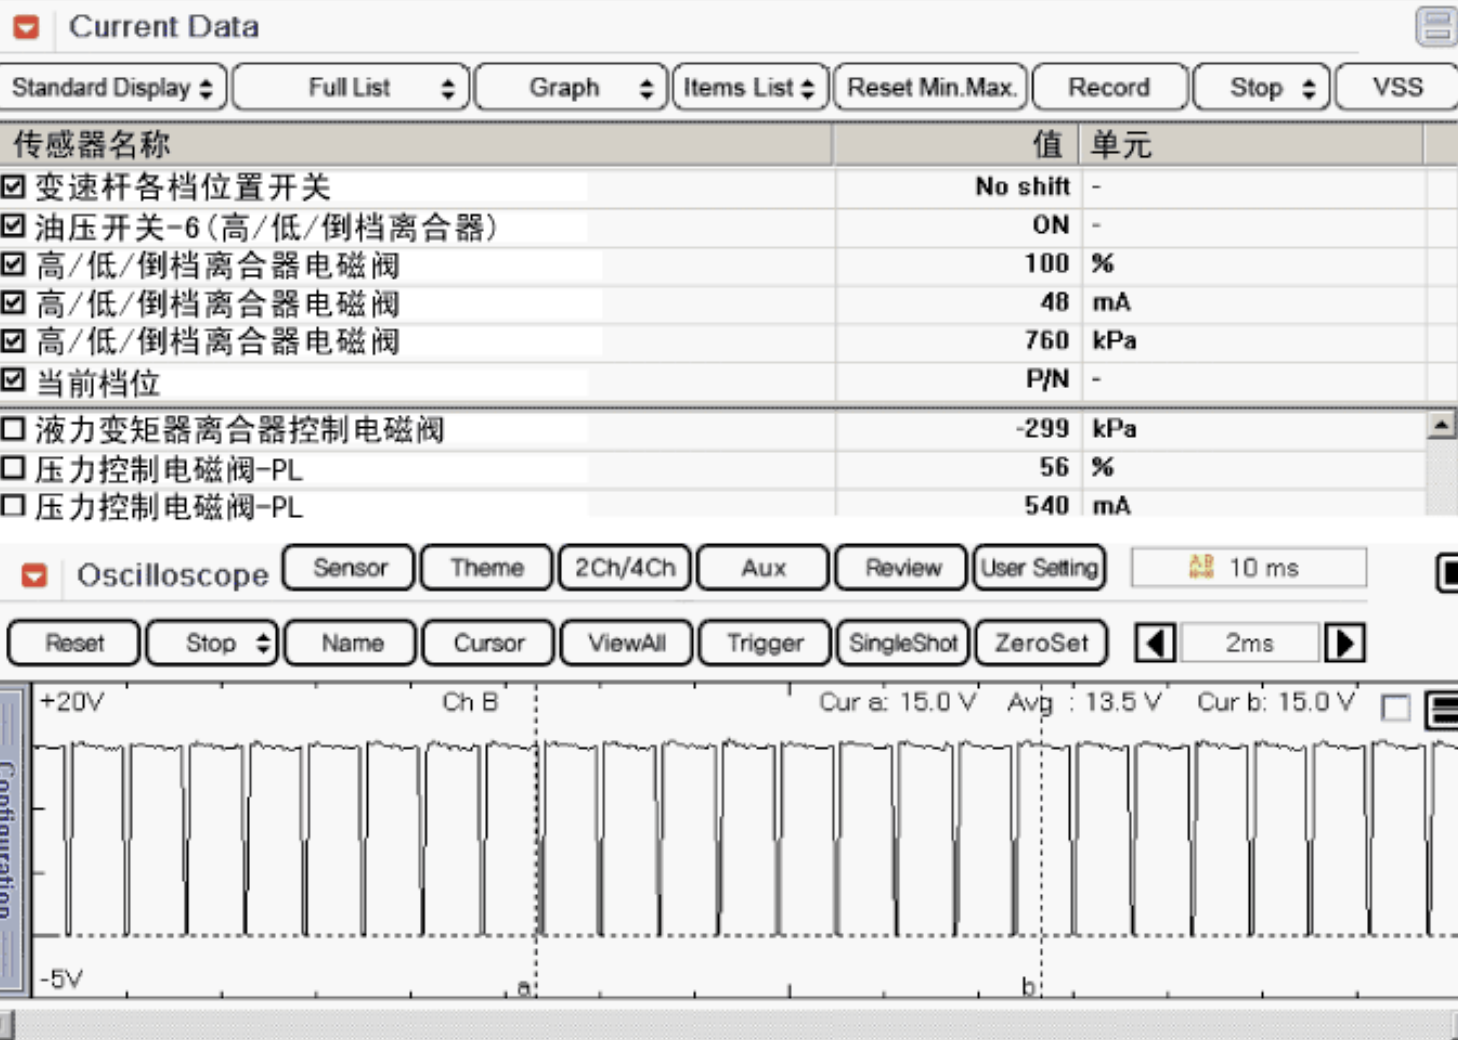 Current Data
Standard Display Full List Graph Items List Reset Min.Max. Record Stop VSS
传感器名称 值 单元
变速杆各档位置开关 No shift -
油压开关-6(高/低/倒档离合器) ON -
高/低/倒档离合器电磁阀 100 %
高/低/倒档离合器电磁阀 48 mA
高/低/倒档离合器电磁阀 760 kPa
当前档位 P/N -
液力变矩器离合器控制电磁阀 -299 kPa
压力控制电磁阀-PL 56 %
压力控制电磁阀-PL 540 mA
Oscilloscope Sensor Theme 2Ch/4Ch Aux Review User Setting 10 ms
Reset Stop Name Cursor ViewAll Trigger SingleShot ZeroSet 2ms
+20V Ch B Cur a: 15.0 V Avg : 13.5 V Cur b: 15.0 V
Configuration
-5V a b